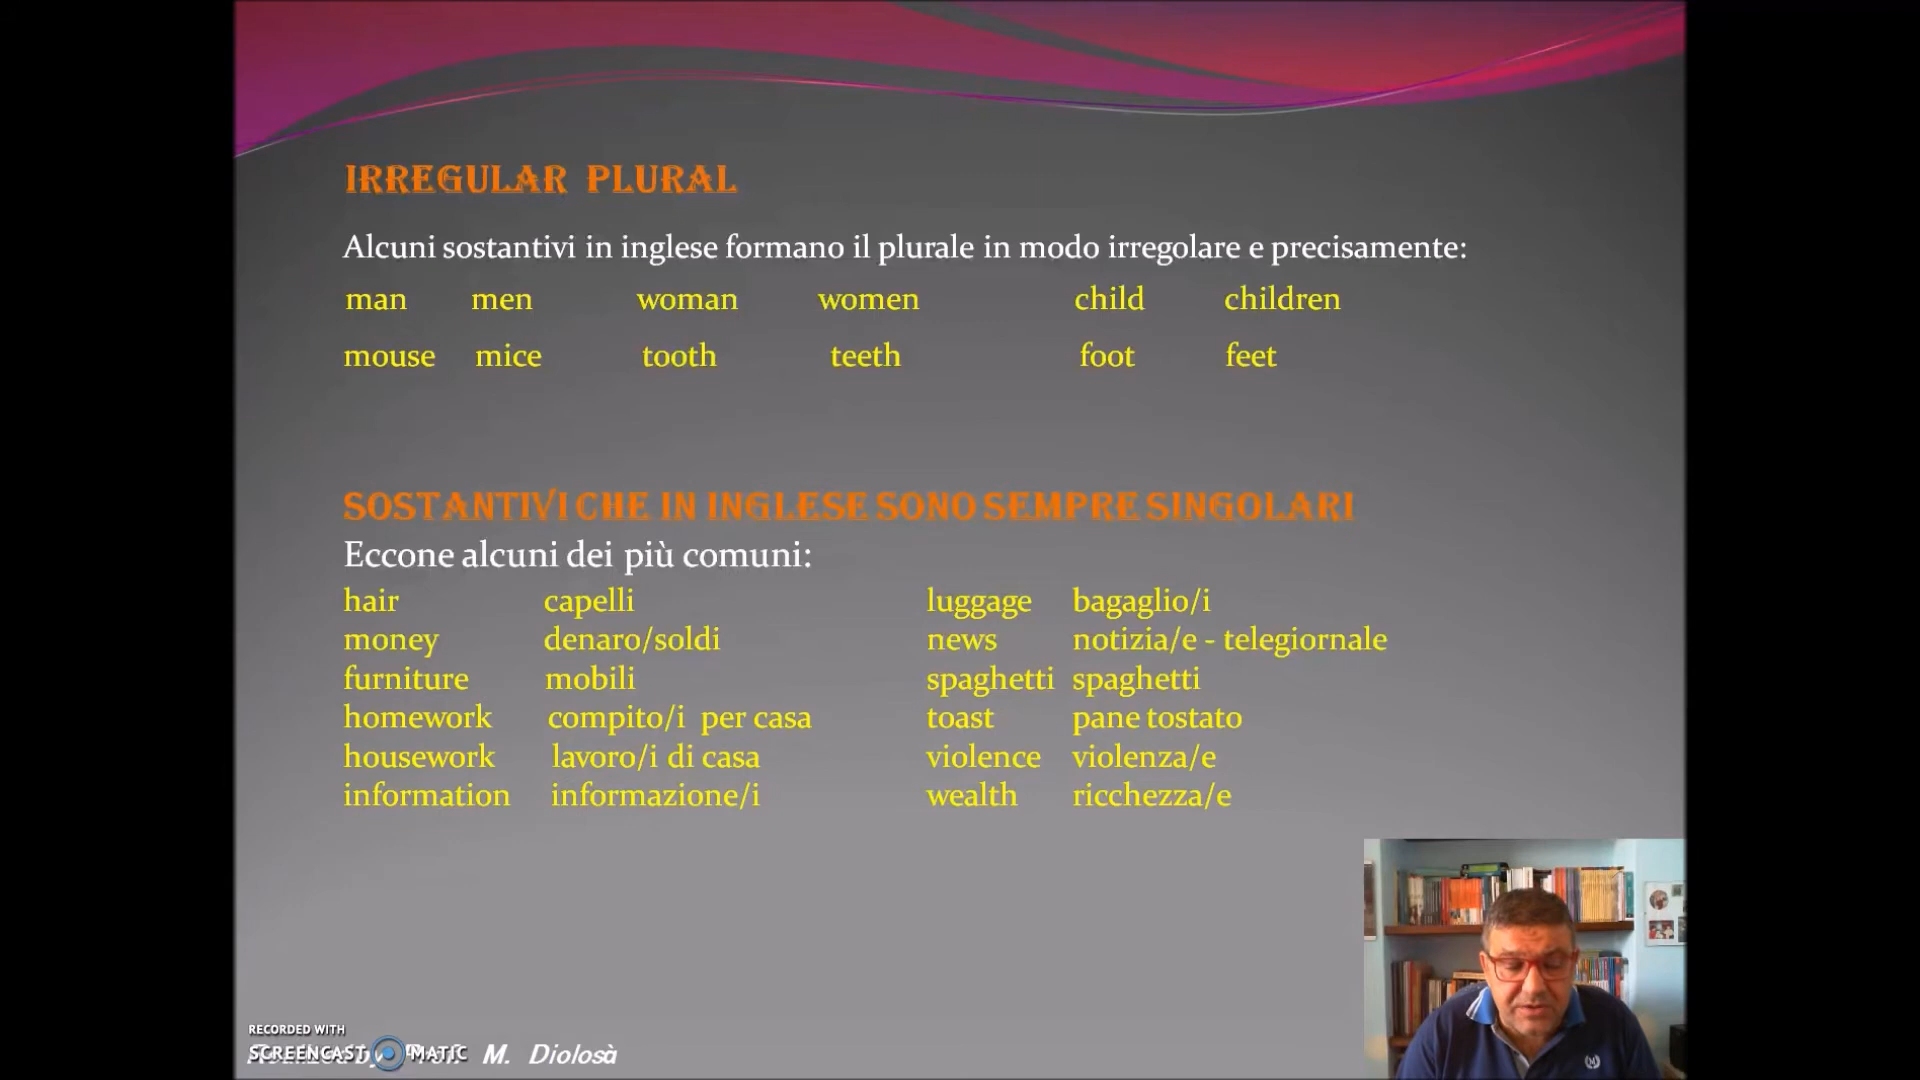 IRREGULAR PLURAL
Alcuni sostantivi in inglese formano il plurale in modo irregolare e precisamente:
man men woman women child children
mouse mice tooth teeth foot feet
SOSTANTIVI CHE IN INGLESE SONO SEMPRE SINGOLARI
Eccone alcuni dei più comuni:
hair capelli luggage bagaglio/i
money denaro/soldi news notizia/e - telegiornale
furniture mobili spaghetti spaghetti
homework compito/i per casa toast pane tostato
housework lavoro/i di casa violence violenza/e
information informazione/i wealth ricchezza/e
RECORDED WITH
SCREENCAST MATIC
M. Diolosà